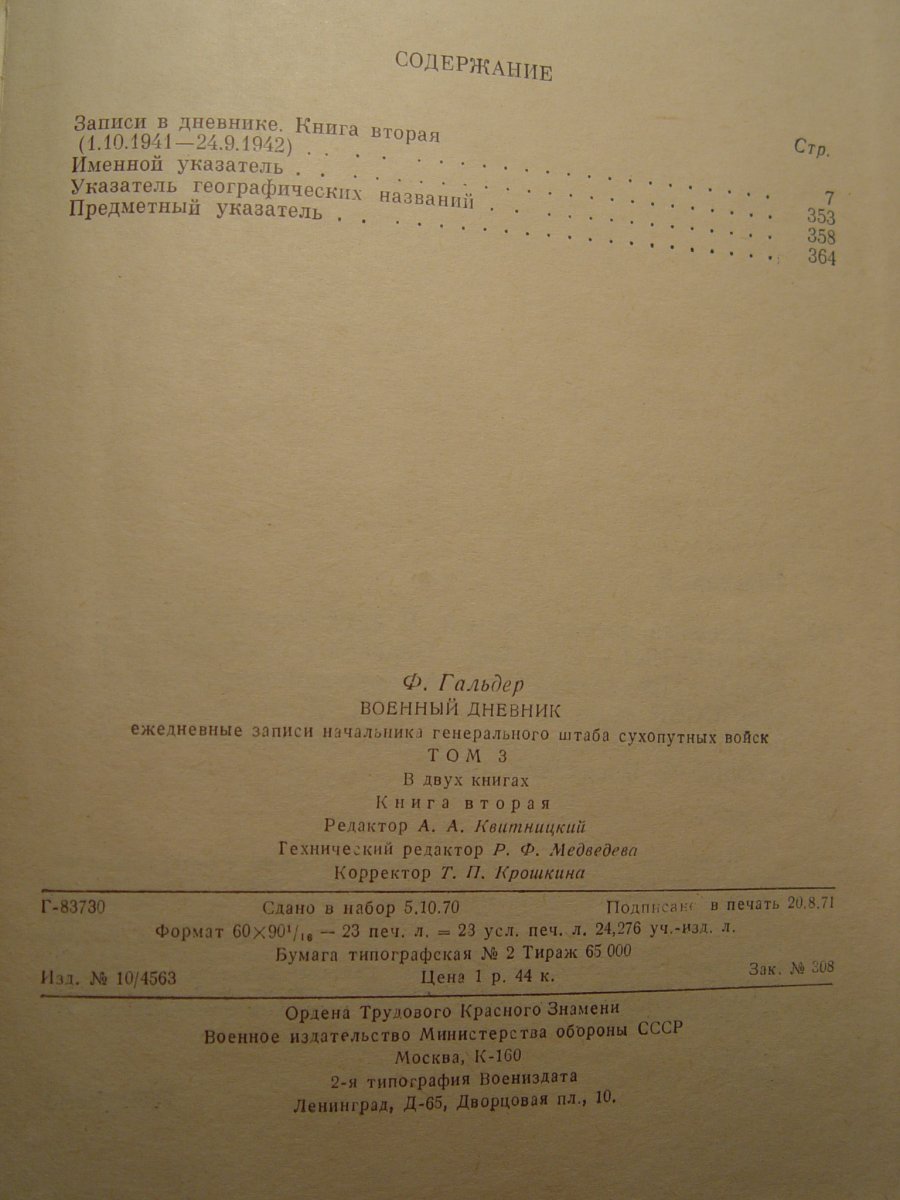 СОДЕРЖАНИЕ
Стр.
Записи в дневнике. Книга вторая
(1.10.1941—24.9.1942) . . . . . . . . . . . . . . . . 7
Именной указатель . . . . . . . . . . . . . . . . 353
Указатель географических названий . . . . . . . . . . 358
Предметный указатель . . . . . . . . . . . . . . . 364
Ф. Гальдер
ВОЕННЫЙ ДНЕВНИК
ежедневные записи начальника генерального штаба сухопутных войск
ТОМ 3
В двух книгах
Книга вторая
Редактор А. А. Квитницкий
Технический редактор Р. Ф. Медведева
Корректор Т. П. Крошкина
Г-83730 Сдано в набор 5.10.70 Подписано в печать 20.8.71
Формат 60×90¹/₁₆ — 23 печ. л. = 23 усл. печ. л. 24,276 уч.-изд. л.
Бумага типографская № 2 Тираж 65 000
Изд. № 10/4563 Цена 1 р. 44 к. Зак. № 308
Ордена Трудового Красного Знамени
Военное издательство Министерства обороны СССР
Москва, К-160
2-я типография Воениздата
Ленинград, Д-65, Дворцовая пл., 10.